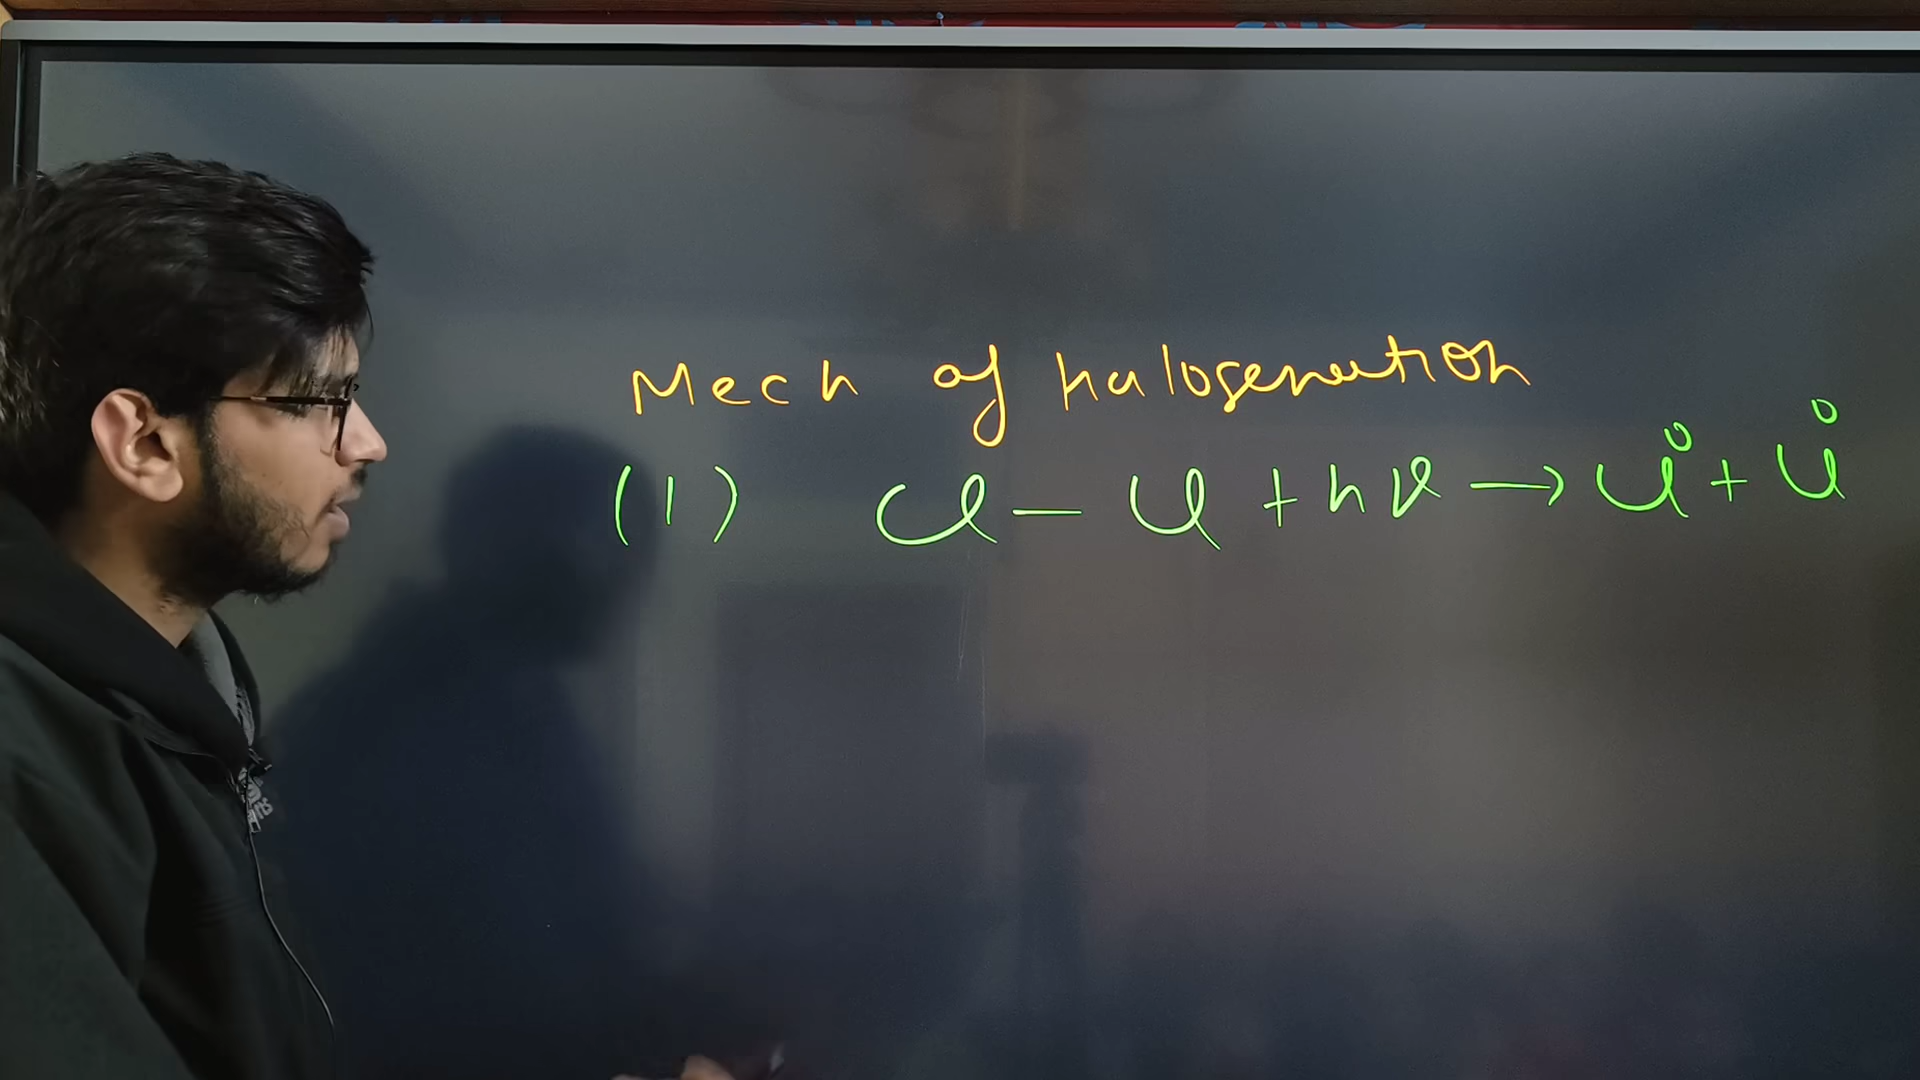 Mech of halogenation
(1) Cl — Cl + hν → Cl° + Cl°